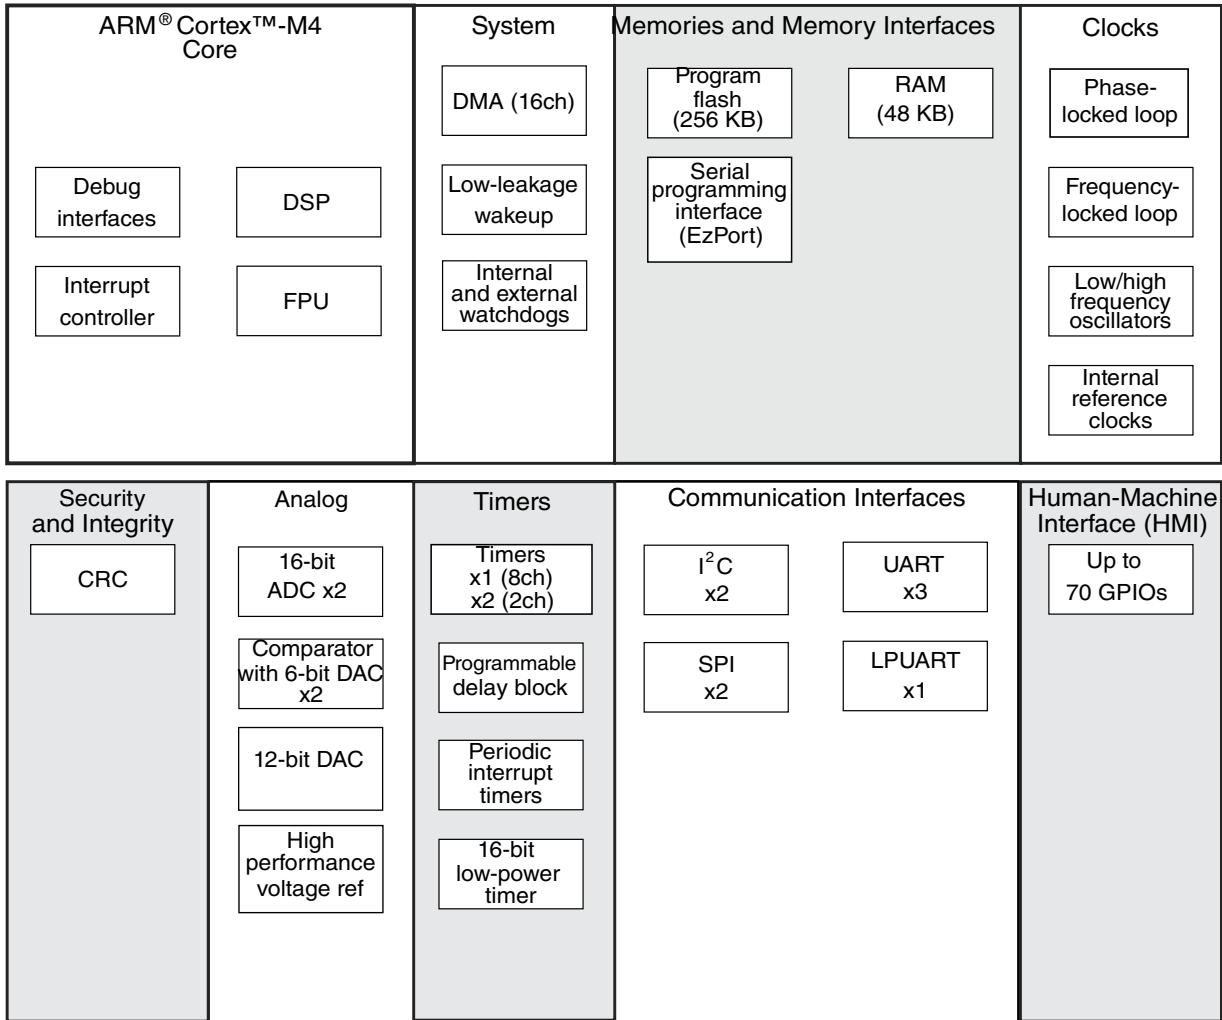 ARM® Cortex™-M4
Core
Debug
interfaces
DSP
Interrupt
controller
FPU
System
DMA (16ch)
Low-leakage
wakeup
Internal
and external
watchdogs
Memories and Memory Interfaces
Program
flash
(256 KB)
RAM
(48 KB)
Serial
programming
interface
(EzPort)
Clocks
Phase-
locked loop
Frequency-
locked loop
Low/high
frequency
oscillators
Internal
reference
clocks
Security
and Integrity
CRC
Analog
16-bit
ADC x2
Comparator
with 6-bit DAC
x2
12-bit DAC
High
performance
voltage ref
Timers
Timers
x1 (8ch)
x2 (2ch)
Programmable
delay block
Periodic
interrupt
timers
16-bit
low-power
timer
Communication Interfaces
I²C
x2
UART
x3
SPI
x2
LPUART
x1
Human-Machine
Interface (HMI)
Up to
70 GPIOs